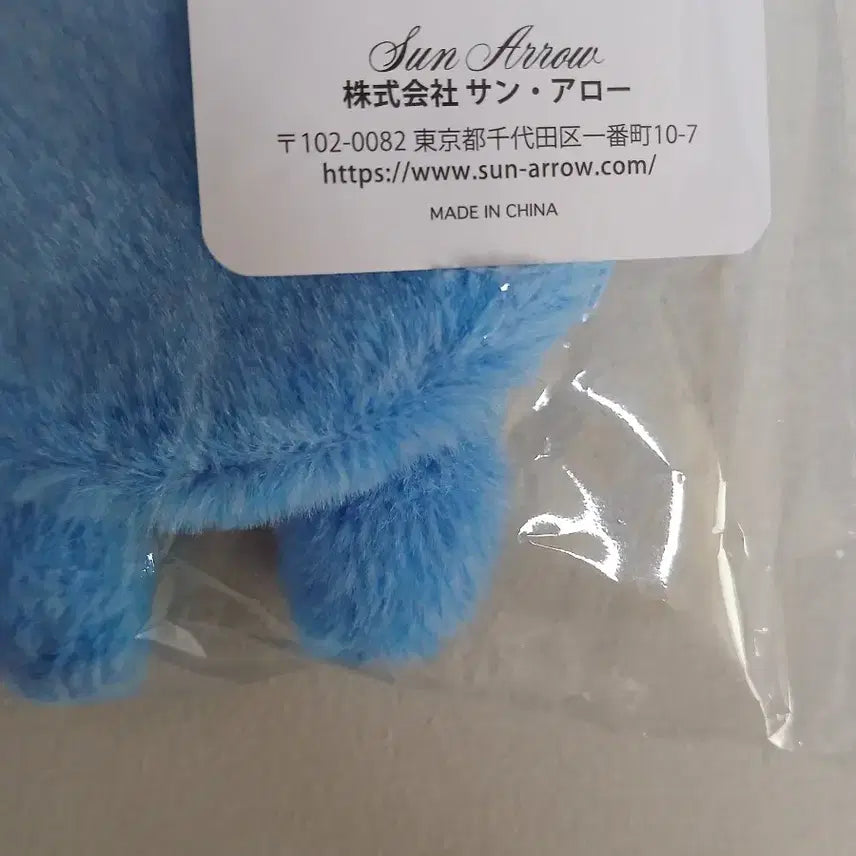 Sun Arrow
株式会社 サン・アロー
〒102-0082 東京都千代田区一番町10-7
https://www.sun-arrow.com/
MADE IN CHINA